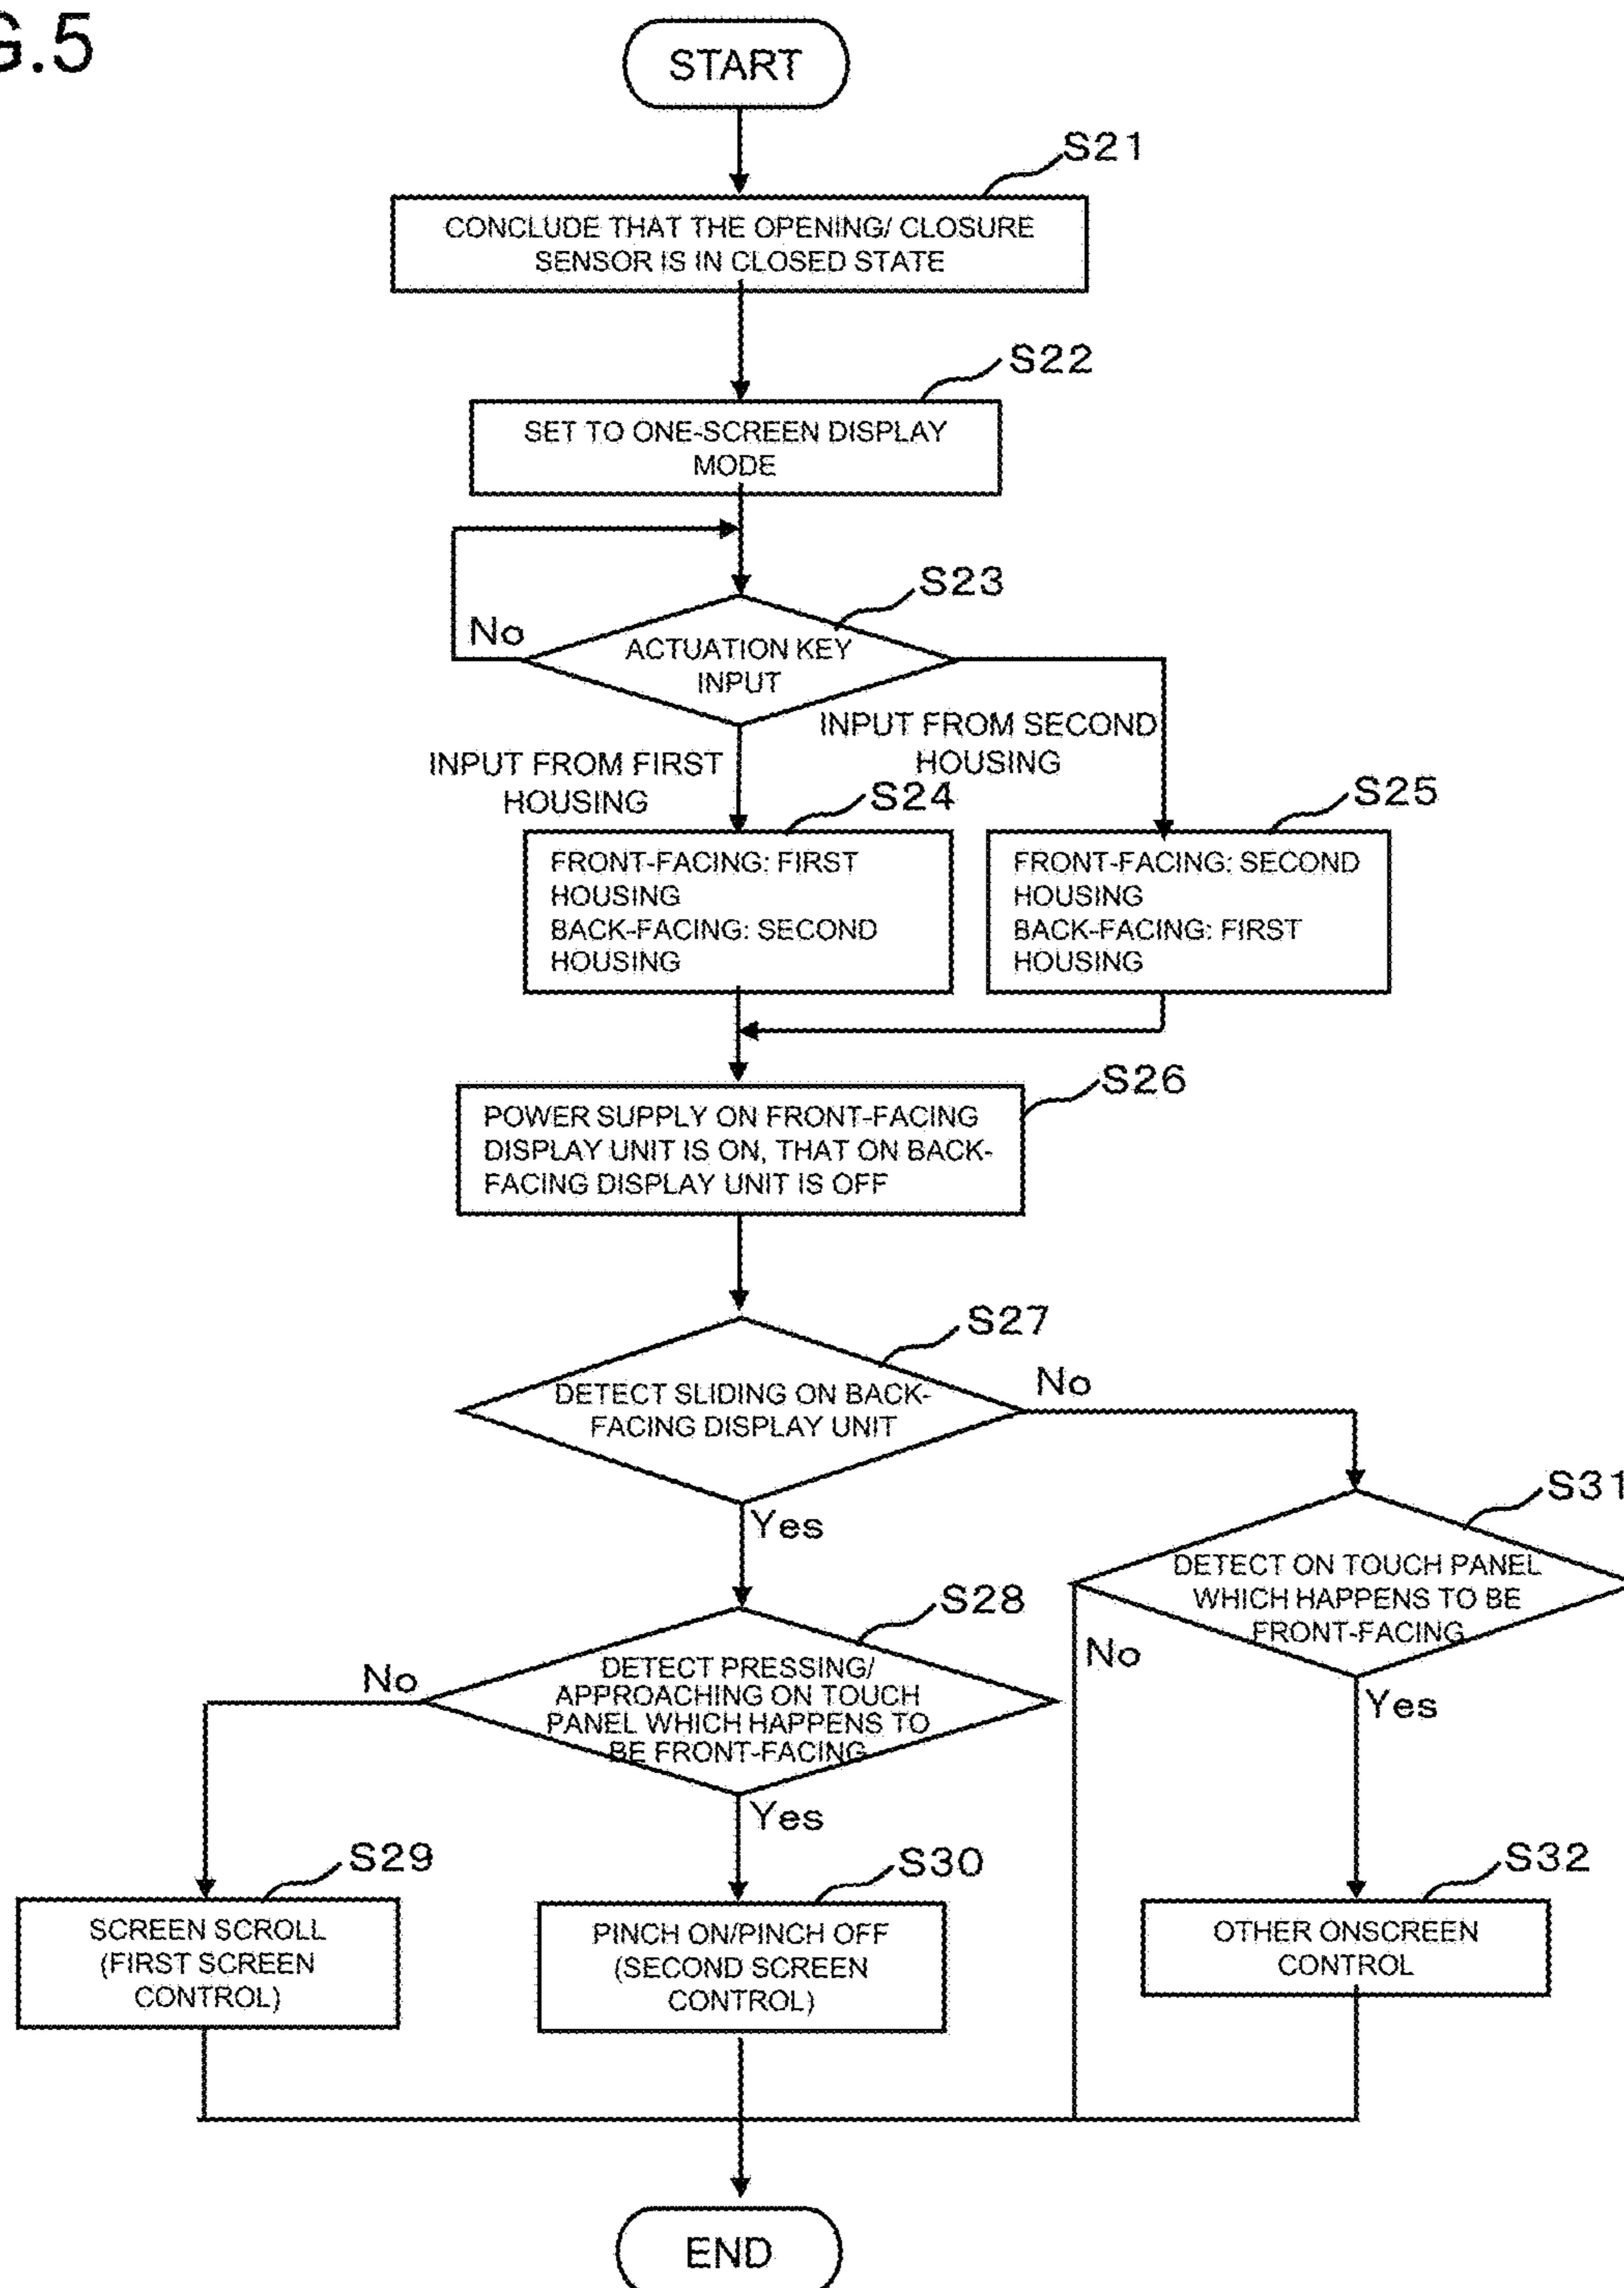 G.5
START
S21
CONCLUDE THAT THE OPENING/ CLOSURE
SENSOR IS IN CLOSED STATE
S22
SET TO ONE-SCREEN DISPLAY
MODE
S23
No
ACTUATION KEY
INPUT
INPUT FROM SECOND
HOUSING
INPUT FROM FIRST
HOUSING
S24
S25
FRONT-FACING: FIRST
HOUSING
BACK-FACING: SECOND
HOUSING
FRONT-FACING: SECOND
HOUSING
BACK-FACING: FIRST
HOUSING
S26
POWER SUPPLY ON FRONT-FACING
DISPLAY UNIT IS ON, THAT ON BACK-
FACING DISPLAY UNIT IS OFF
S27
DETECT SLIDING ON BACK-
FACING DISPLAY UNIT
No
Yes
S31
DETECT ON TOUCH PANEL
WHICH HAPPENS TO BE
FRONT-FACING
No
Yes
S28
DETECT PRESSING/
APPROACHING ON TOUCH
PANEL WHICH HAPPENS TO
BE FRONT-FACING
No
Yes
S29
SCREEN SCROLL
(FIRST SCREEN
CONTROL)
S30
PINCH ON/PINCH OFF
(SECOND SCREEN
CONTROL)
S32
OTHER ONSCREEN
CONTROL
END